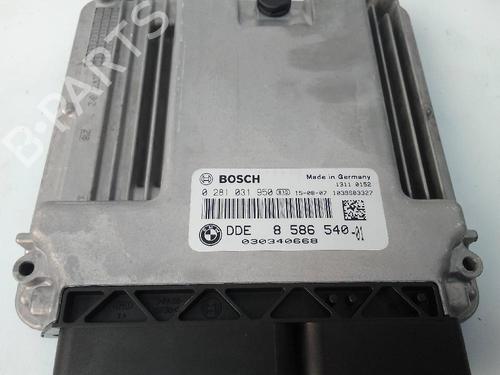 B-PARTS
BOSCH
Made in Germany
1311 0152
0 281 031 950 15-08-07 1039S03327
DDE 8 586 540-01
030340668